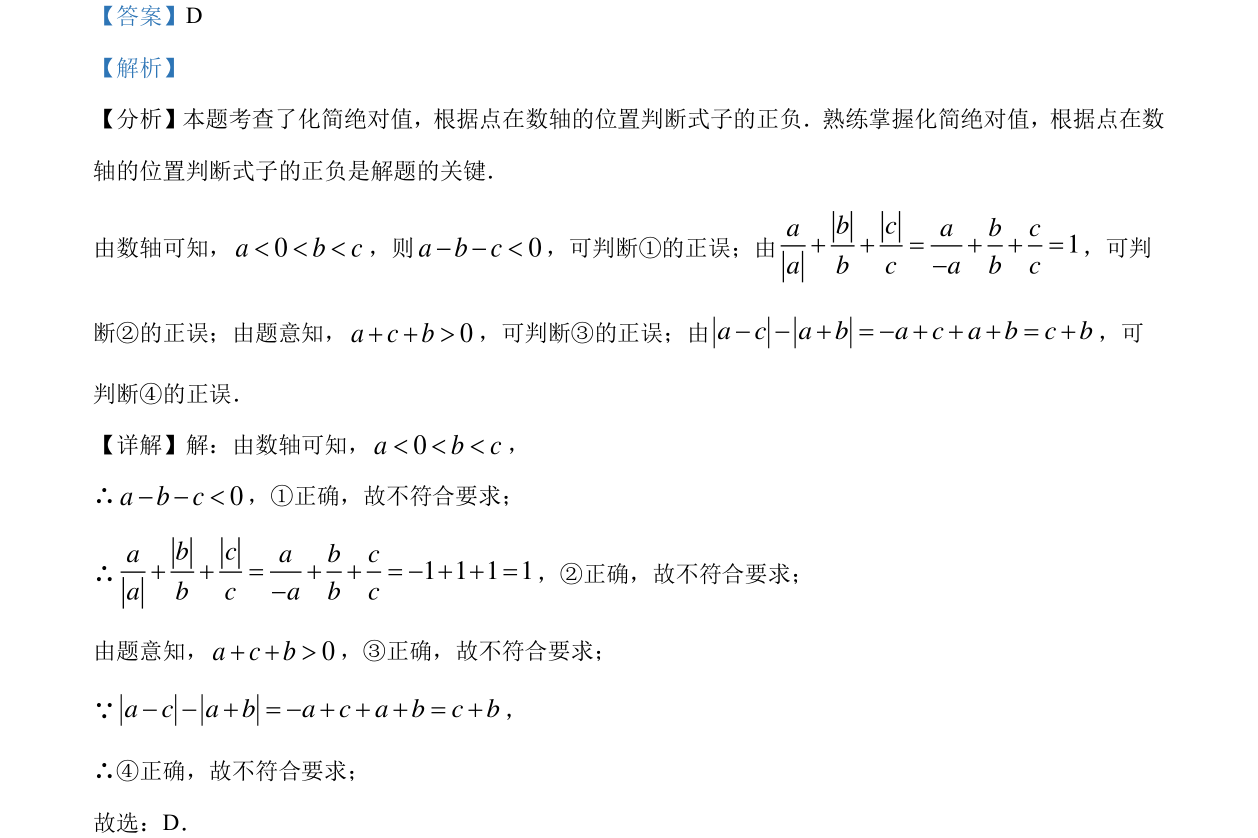 【答案】D
【解析】
【分析】本题考查了化简绝对值，根据点在数轴的位置判断式子的正负．熟练掌握化简绝对值，根据点在数
轴的位置判断式子的正负是解题的关键．
由数轴可知，a<0<b<c，则a−b−c<0，可判断①的正误；由a/|a|+|b|/b+|c|/c=a/−a+b/b+c/c=1，可判
断②的正误；由题意知，a+c+b>0，可判断③的正误；由|a−c|−|a+b|=−a+c+a+b=c+b，可
判断④的正误．
【详解】解：由数轴可知，a<0<b<c，
∴a−b−c<0，①正确，故不符合要求；
∴a/|a|+|b|/b+|c|/c=a/−a+b/b+c/c=−1+1+1=1，②正确，故不符合要求；
由题意知，a+c+b>0，③正确，故不符合要求；
∵|a−c|−|a+b|=−a+c+a+b=c+b，
∴④正确，故不符合要求；
故选：D．